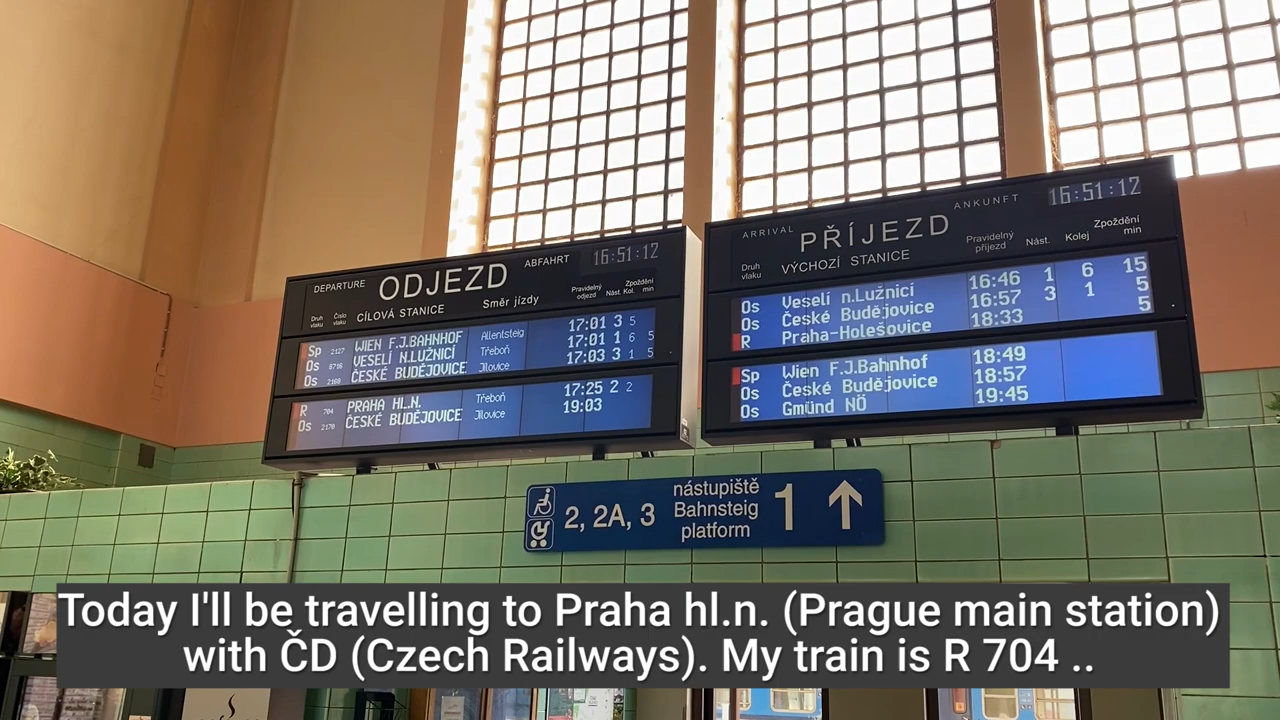 DEPARTURE ODJEZD ABFAHRT 16:51:12
Druh vlaku Číslo vlaku CÍLOVÁ STANICE Směr jízdy Pravidelný odjezd Nást. Kol. Zpoždění min
Sp 2127 WIEN F.J.BAHNHOF Allentsteig 17:01 3 5
Os 8716 VESELÍ N.LUŽNICÍ Třeboň 17:01 1 6 5
Os 2168 ČESKÉ BUDĚJOVICE Jílovice 17:03 3 1 5
R 704 PRAHA HL.N. Třeboň 17:25 2 2
Os 2170 ČESKÉ BUDĚJOVICE Jílovice 19:03
ARRIVAL PŘÍJEZD ANKUNFT 16:51:12
Druh vlaku VÝCHOZÍ STANICE Pravidelný příjezd Nást. Kolej Zpoždění min
Os Veselí n.Lužnicí 16:46 1 6 15
Os České Budějovice 16:57 3 1 5
R Praha-Holešovice 18:33 5
Sp Wien F.J.Bahnhof 18:49
Os České Budějovice 18:57
Os Gmünd NÖ 19:45
2, 2A, 3 nástupiště Bahnsteig platform 1
Today I'll be travelling to Praha hl.n. (Prague main station)
with ČD (Czech Railways). My train is R 704 ..